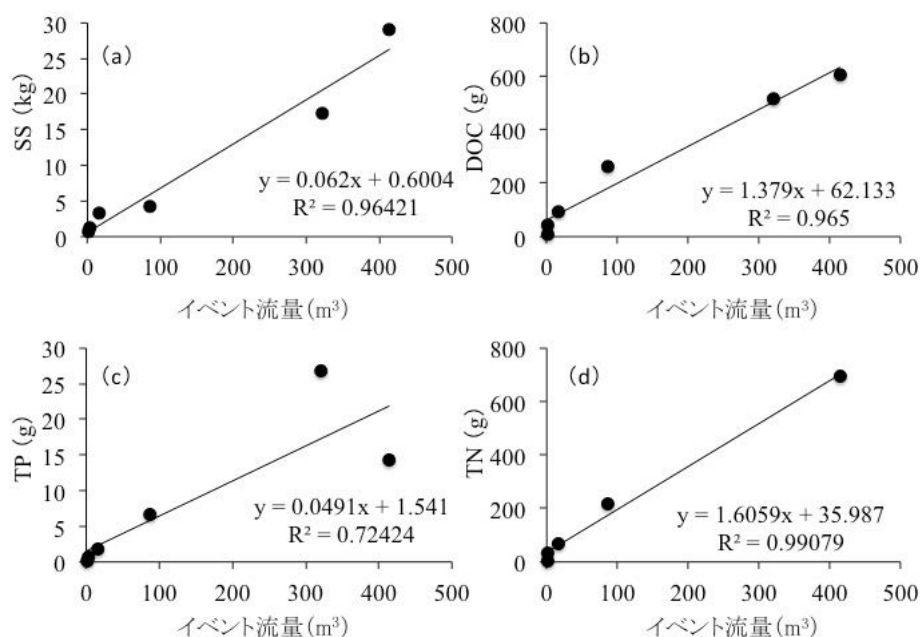 (a)
SS (kg)
30
25
20
15
10
5
0
y = 0.062x + 0.6004
R² = 0.96421
0 100 200 300 400 500
イベント流量(m³)
(b)
DOC (g)
800
600
400
200
0
y = 1.379x + 62.133
R² = 0.965
0 100 200 300 400 500
イベント流量(m³)
(c)
TP (g)
30
25
20
15
10
5
0
y = 0.0491x + 1.541
R² = 0.72424
0 100 200 300 400 500
イベント流量(m³)
(d)
TN (g)
800
600
400
200
0
y = 1.6059x + 35.987
R² = 0.99079
0 100 200 300 400 500
イベント流量(m³)